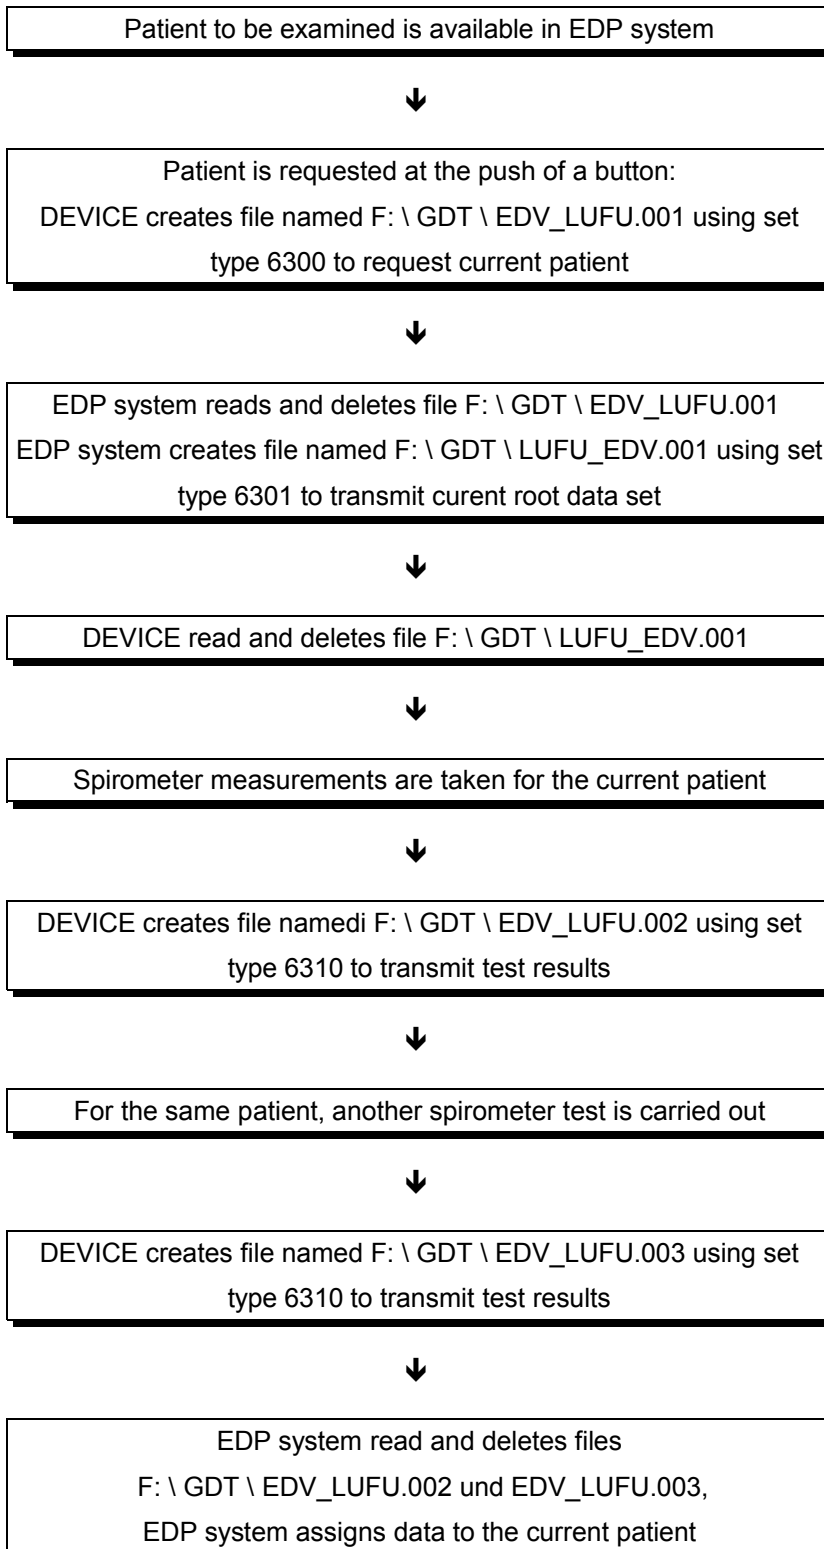 Patient to be examined is available in EDP system
Patient is requested at the push of a button:
DEVICE creates file named F: \ GDT \ EDV_LUFU.001 using set
type 6300 to request current patient
EDP system reads and deletes file F: \ GDT \ EDV_LUFU.001
EDP system creates file named F: \ GDT \ LUFU_EDV.001 using set
type 6301 to transmit curent root data set
DEVICE read and deletes file F: \ GDT \ LUFU_EDV.001
Spirometer measurements are taken for the current patient
DEVICE creates file namedi F: \ GDT \ EDV_LUFU.002 using set
type 6310 to transmit test results
For the same patient, another spirometer test is carried out
DEVICE creates file named F: \ GDT \ EDV_LUFU.003 using set
type 6310 to transmit test results
EDP system read and deletes files
F: \ GDT \ EDV_LUFU.002 und EDV_LUFU.003,
EDP system assigns data to the current patient